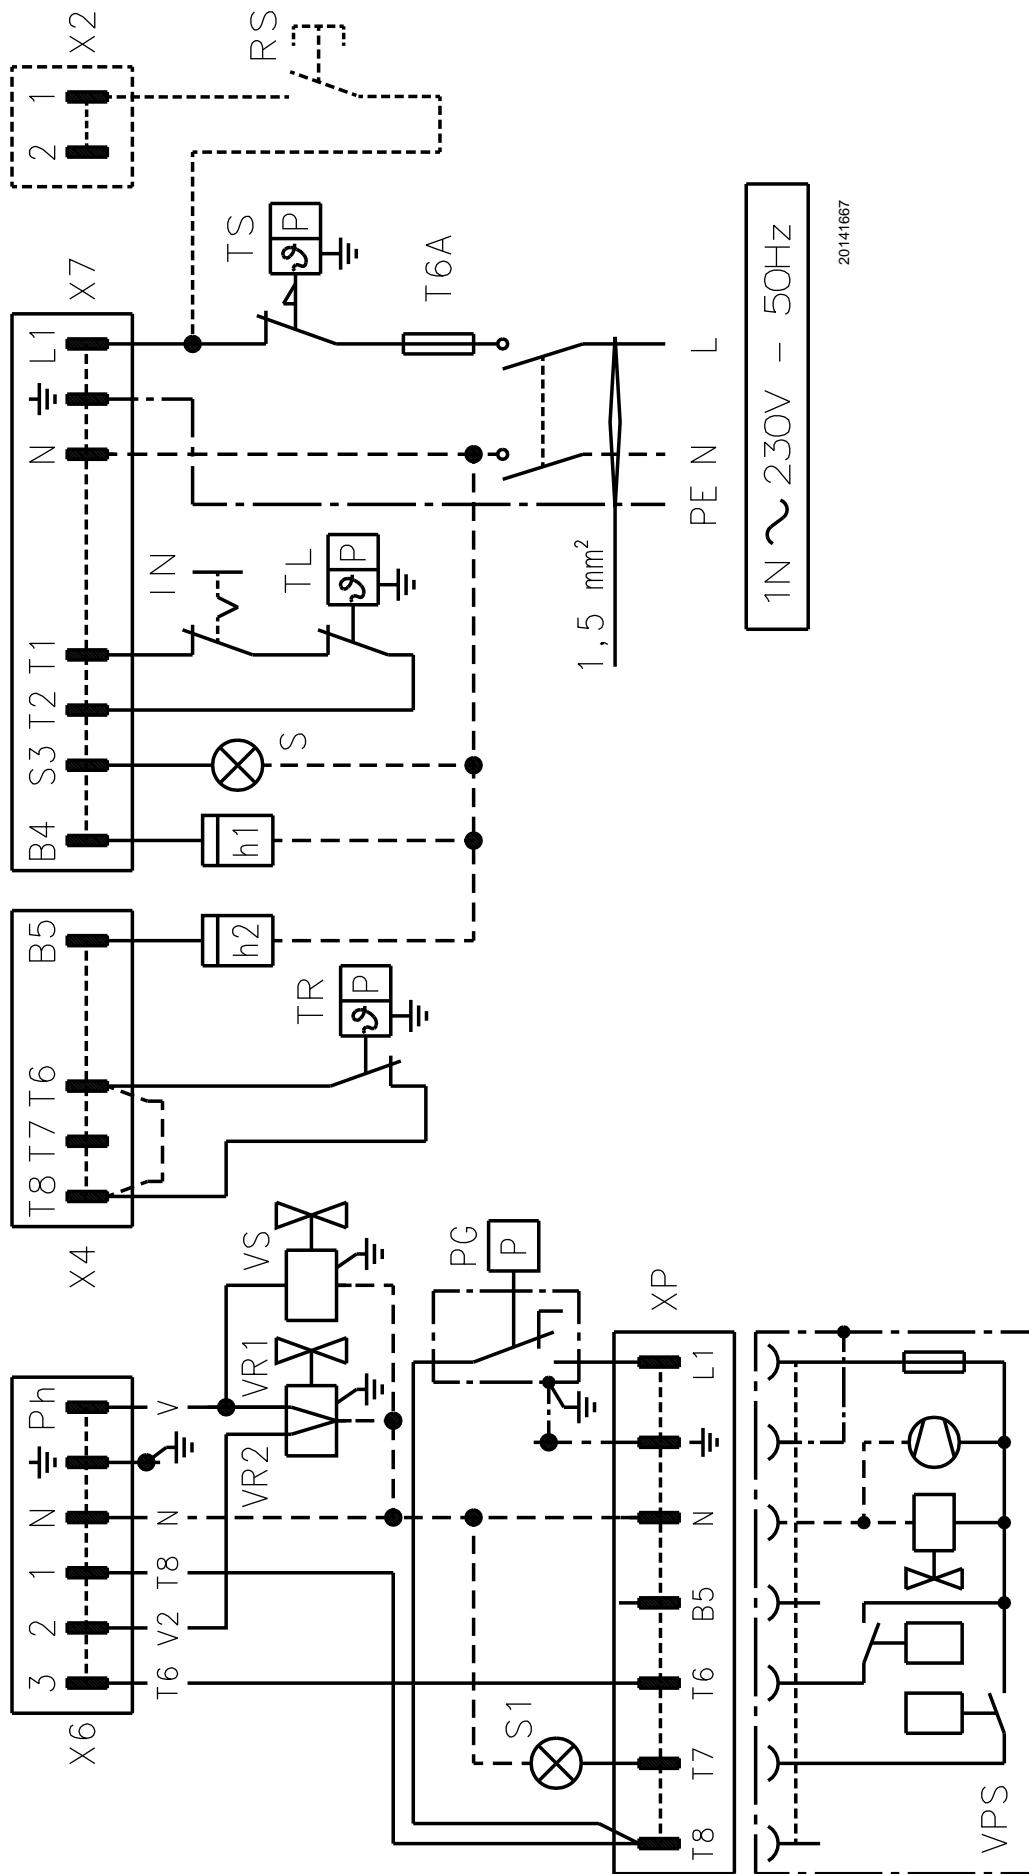 X6
3 2 1 N Ph
T6 V2 T8 N V
VR2 VR1
VS
X4
T8 T7 T6 B5
TR
P
h2
X7
B4 S3 T2 T1 N L1
h1
S
IN
TL
P
TS
P
T6A
X2
2 1
RS
1,5 mm²
PE N L
1N ~ 230V - 50Hz
20141667
PG
P
S1
XP
T8 T7 T6 B5 N L1
VPS